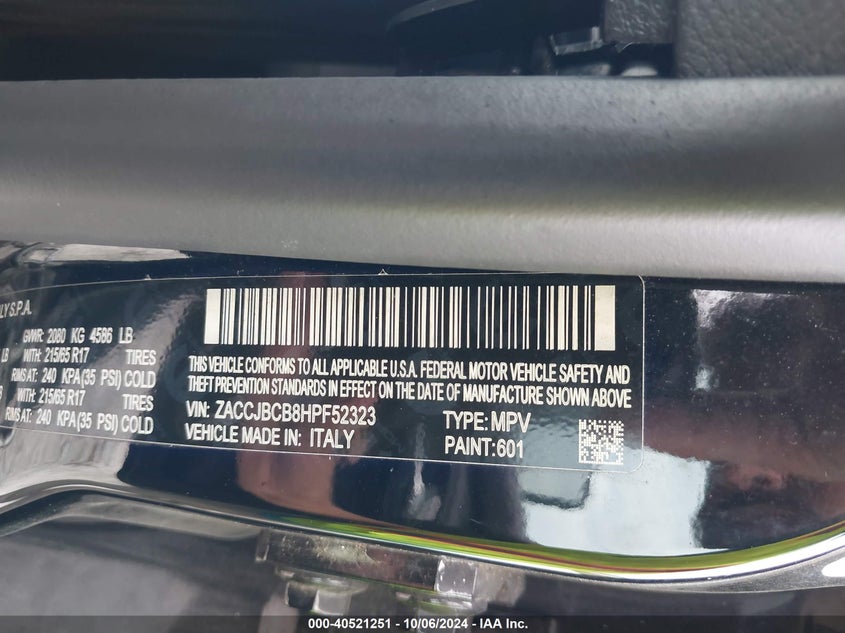 LY S.P.A.
GVWR: 2080 KG 4586 LB
LB WITH: 215/65 R17 TIRES
RIMS AT: 240 KPA(35 PSI) COLD
WITH: 215/65 R17 TIRES
RIMS AT: 240 KPA(35 PSI) COLD
THIS VEHICLE CONFORMS TO ALL APPLICABLE U.S.A. FEDERAL MOTOR VEHICLE SAFETY AND
THEFT PREVENTION STANDARDS IN EFFECT ON THE DATE OF MANUFACTURE SHOWN ABOVE
VIN: ZACCJBCB8HPF52323 TYPE: MPV
VEHICLE MADE IN: ITALY PAINT:601
000-40521251 - 10/06/2024 - IAA Inc.